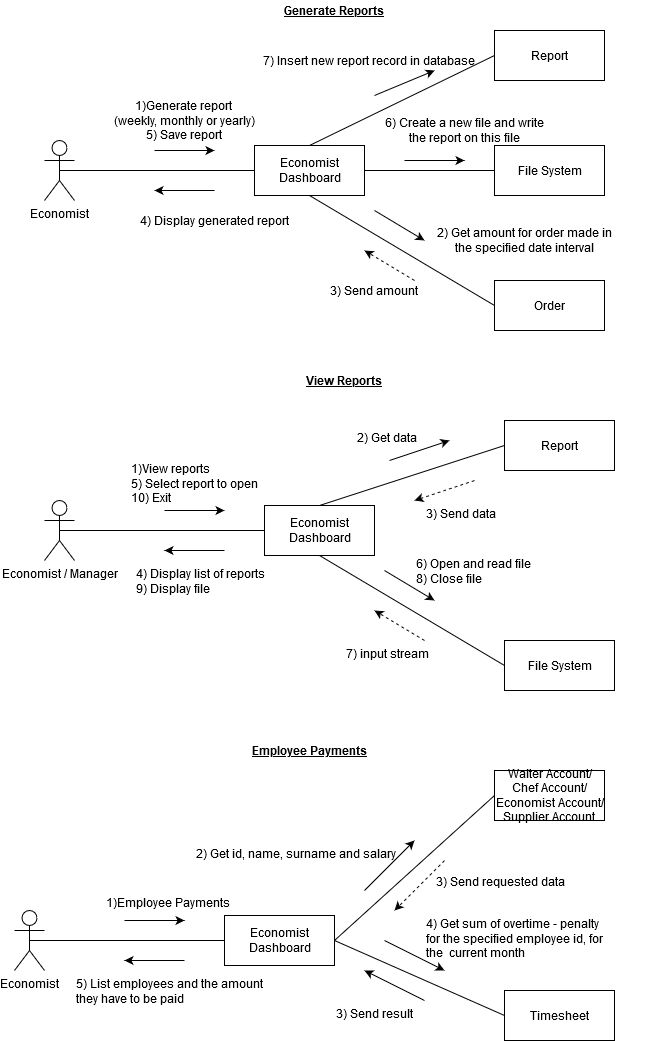 Generate Reports
7) Insert new report record in database
Report
1)Generate report
(weekly, monthly or yearly)
5) Save report
6) Create a new file and write
the report on this file
Economist
Dashboard
File System
Economist
4) Display generated report
2) Get amount for order made in
the specified date interval
3) Send amount
Order
View Reports
2) Get data
Report
1)View reports
5) Select report to open
10) Exit
3) Send data
Economist
Dashboard
Economist / Manager
4) Display list of reports
9) Display file
6) Open and read file
8) Close file
7) input stream
File System
Employee Payments
Waiter Account/
Chef Account/
Economist Account/
Supplier Account
2) Get id, name, surname and salary
3) Send requested data
1)Employee Payments
Economist
Dashboard
4) Get sum of overtime - penalty
for the specified employee id, for
the current month
Economist
5) List employees and the amount
they have to be paid
3) Send result
Timesheet